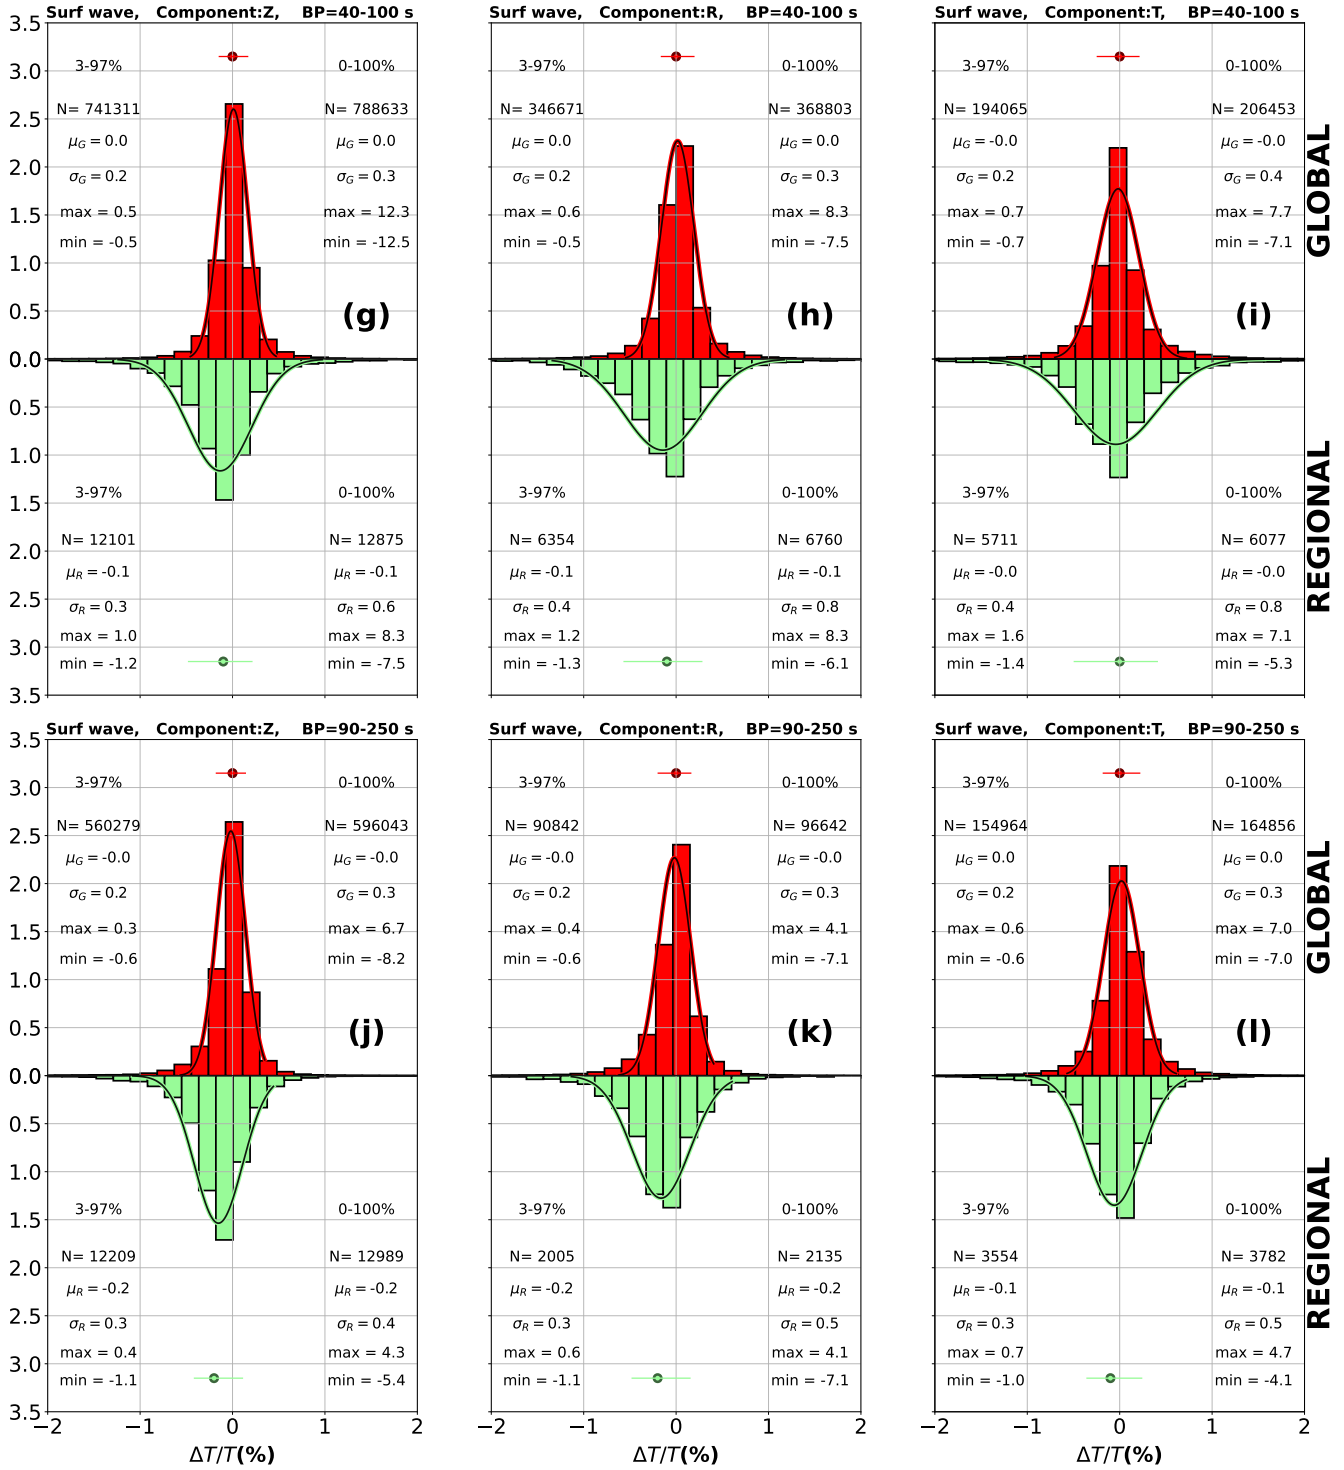 Surf wave, Component:Z, BP=40-100 s
3.5
3.0
2.5
2.0
1.5
1.0
0.5
0.0
0.5
1.0
1.5
2.0
2.5
3.0
3.5
3-97%
0-100%
N= 741311
N= 788633
μG = 0.0
μG = 0.0
σG = 0.2
σG = 0.3
max = 0.5
max = 12.3
min = -0.5
min = -12.5
(g)
3-97%
0-100%
N= 12101
N= 12875
μR = -0.1
μR = -0.1
σR = 0.3
σR = 0.6
max = 1.0
max = 8.3
min = -1.2
min = -7.5
Surf wave, Component:R, BP=40-100 s
3-97%
0-100%
N= 346671
N= 368803
μG = 0.0
μG = 0.0
σG = 0.2
σG = 0.3
max = 0.6
max = 8.3
min = -0.5
min = -7.5
(h)
3-97%
0-100%
N= 6354
N= 6760
μR = -0.1
μR = -0.1
σR = 0.4
σR = 0.8
max = 1.2
max = 8.3
min = -1.3
min = -6.1
Surf wave, Component:T, BP=40-100 s
3-97%
0-100%
N= 194065
N= 206453
μG = -0.0
μG = -0.0
σG = 0.2
σG = 0.4
max = 0.7
max = 7.7
min = -0.7
min = -7.1
(i)
3-97%
0-100%
N= 5711
N= 6077
μR = -0.0
μR = -0.0
σR = 0.4
σR = 0.8
max = 1.6
max = 7.1
min = -1.4
min = -5.3
GLOBAL
REGIONAL
Surf wave, Component:Z, BP=90-250 s
3.5
3.0
2.5
2.0
1.5
1.0
0.5
0.0
0.5
1.0
1.5
2.0
2.5
3.0
3.5
3-97%
0-100%
N= 560279
N= 596043
μG = -0.0
μG = -0.0
σG = 0.2
σG = 0.3
max = 0.3
max = 6.7
min = -0.6
min = -8.2
(j)
3-97%
0-100%
N= 12209
N= 12989
μR = -0.2
μR = -0.2
σR = 0.3
σR = 0.4
max = 0.4
max = 4.3
min = -1.1
min = -5.4
−2 −1 0 1 2
ΔT/T(%)
Surf wave, Component:R, BP=90-250 s
3-97%
0-100%
N= 90842
N= 96642
μG = -0.0
μG = -0.0
σG = 0.2
σG = 0.3
max = 0.4
max = 4.1
min = -0.6
min = -7.1
(k)
3-97%
0-100%
N= 2005
N= 2135
μR = -0.2
μR = -0.2
σR = 0.3
σR = 0.5
max = 0.6
max = 4.1
min = -1.1
min = -7.1
−2 −1 0 1 2
ΔT/T(%)
Surf wave, Component:T, BP=90-250 s
3-97%
0-100%
N= 154964
N= 164856
μG = 0.0
μG = 0.0
σG = 0.2
σG = 0.3
max = 0.6
max = 7.0
min = -0.6
min = -7.0
(l)
3-97%
0-100%
N= 3554
N= 3782
μR = -0.1
μR = -0.1
σR = 0.3
σR = 0.5
max = 0.7
max = 4.7
min = -1.0
min = -4.1
−2 −1 0 1 2
ΔT/T(%)
GLOBAL
REGIONAL